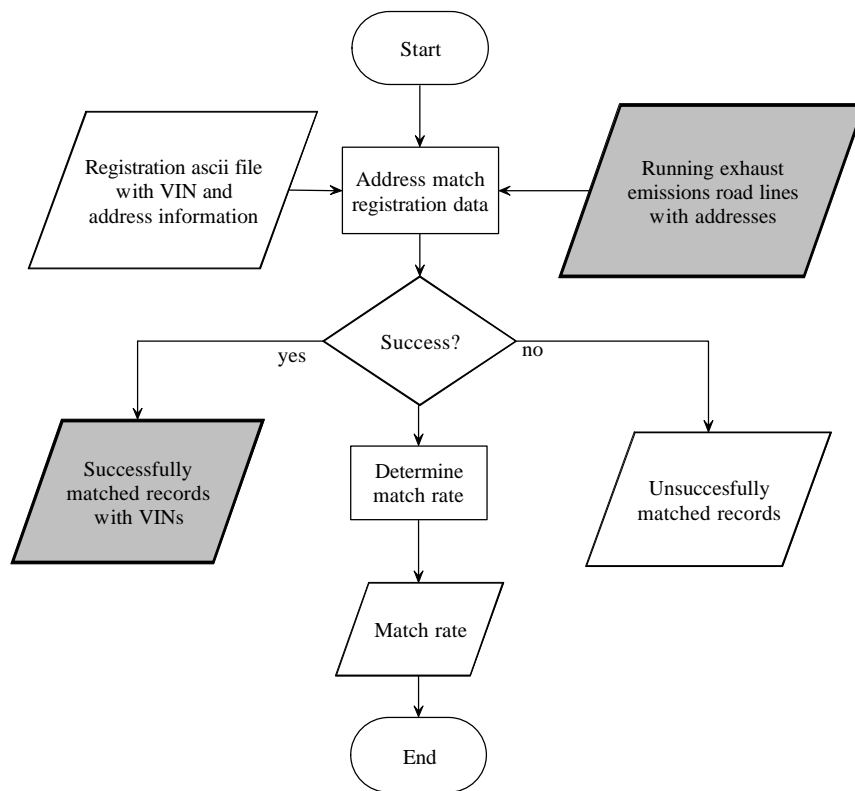 Start
Registration ascii file
with VIN and
address information
Address match
registration data
Running exhaust
emissions road lines
with addresses
Success?
yes
no
Successfully
matched records
with VINs
Determine
match rate
Unsuccesfully
matched records
Match rate
End